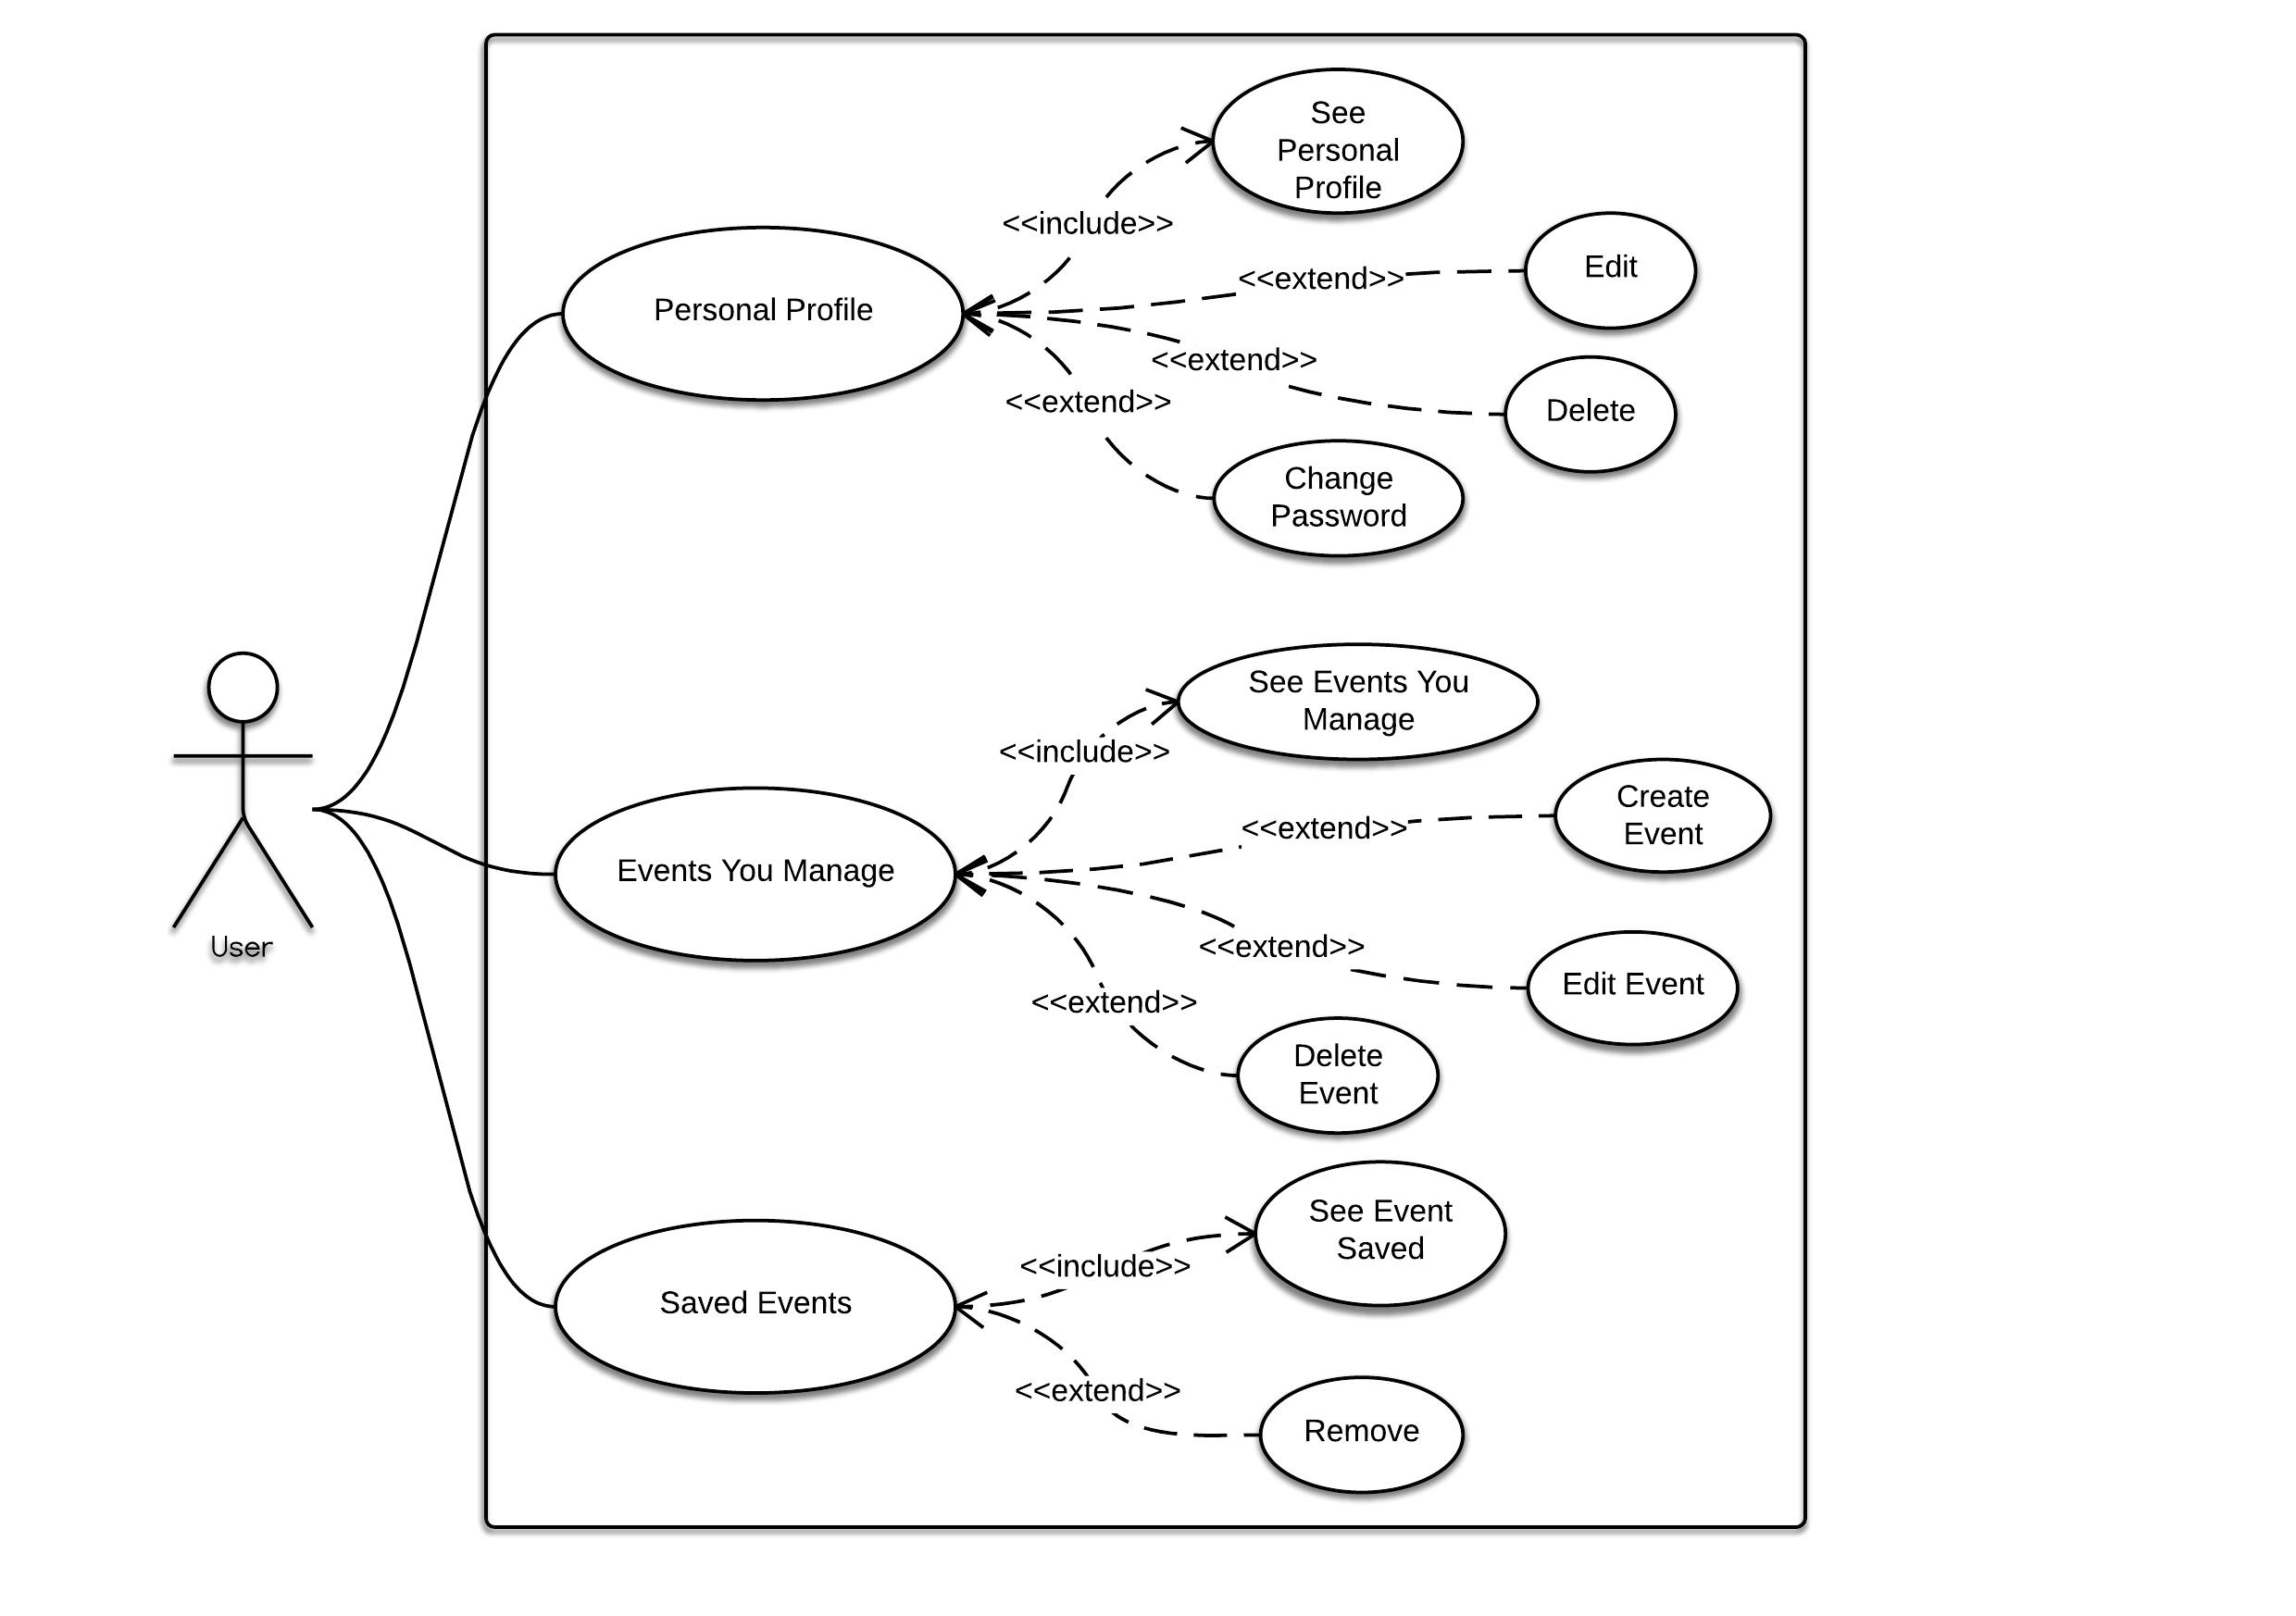 See
Personal
Profile
<<include>>
Edit
<<extend>>
Personal Profile
<<extend>>
Delete
<<extend>>
Change
Password
See Events You
Manage
<<include>>
Create
Event
<<extend>>
Events You Manage
<<extend>>
User
Edit Event
<<extend>>
Delete
Event
See Event
Saved
<<include>>
Saved Events
<<extend>>
Remove